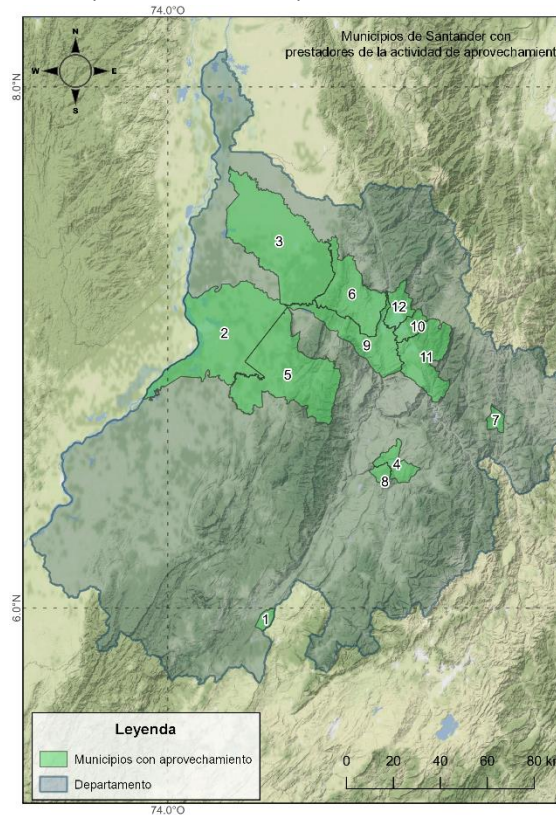 74.0°O
Municipios de Santander con
prestadores de la actividad de aprovechamient
N
W E
S
8.0°N
3
6
12
10
2
9
11
5
7
4
8
6.0°N
1
Leyenda
Municipios con aprovechamiento
Departamento
0 20 40 60 80 k
74.0°O